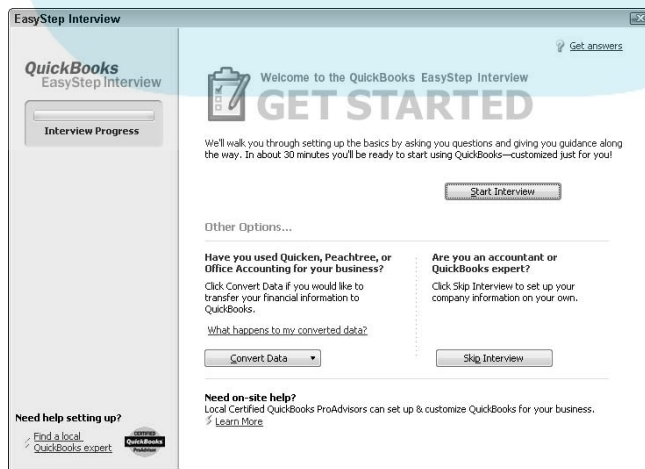 EasyStep Interview
Get answers
QuickBooks
EasyStep Interview
Interview Progress
Welcome to the QuickBooks EasyStep Interview
GET STARTED
We'll walk you through setting up the basics by asking you questions and giving you guidance along
the way. In about 30 minutes you'll be ready to start using QuickBooks—customized just for you!
Start Interview
Other Options...
Have you used Quicken, Peachtree, or
Office Accounting for your business?
Click Convert Data if you would like to
transfer your financial information to
QuickBooks.
What happens to my converted data?
Convert Data
Are you an accountant or
QuickBooks expert?
Click Skip Interview to set up your
company information on your own.
Skip Interview
Need on-site help?
Local Certified QuickBooks ProAdvisors can set up & customize QuickBooks for your business.
Learn More
Need help setting up?
Find a local
QuickBooks expert
CERTIFIED
QuickBooks
ProAdvisor